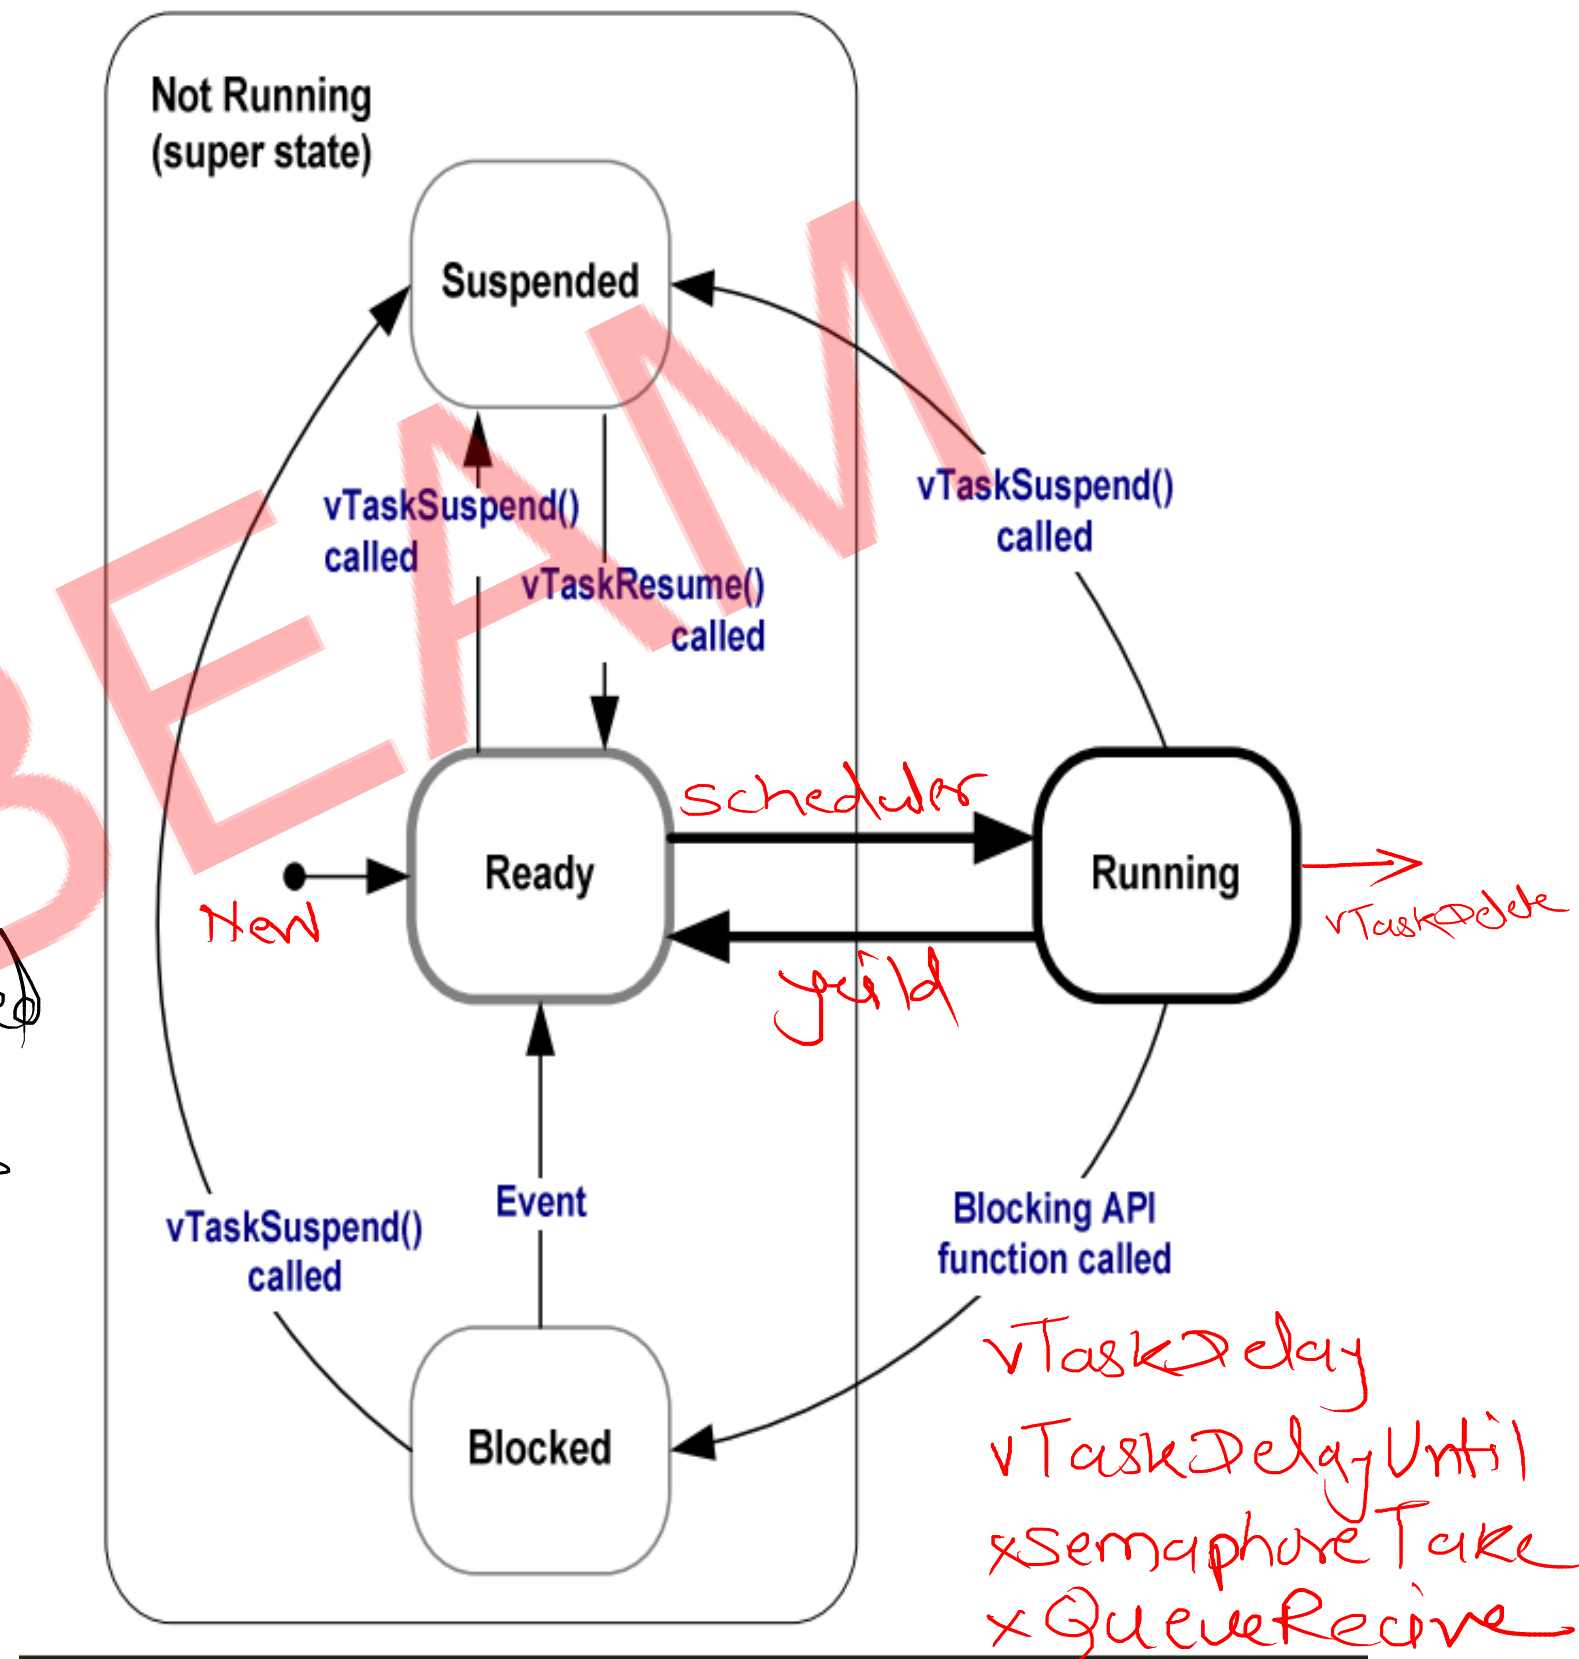 Not Running
(super state)
Suspended
vTaskSuspend()
called
vTaskResume()
called
vTaskSuspend()
called
scheduler
Ready
Running
New
vTaskDelete
yeild
Event
vTaskSuspend()
called
Blocking API
function called
Blocked
vTaskDelay
vTaskDelayUntil
xSemaphoreTake
xQueueRecive
BEAM